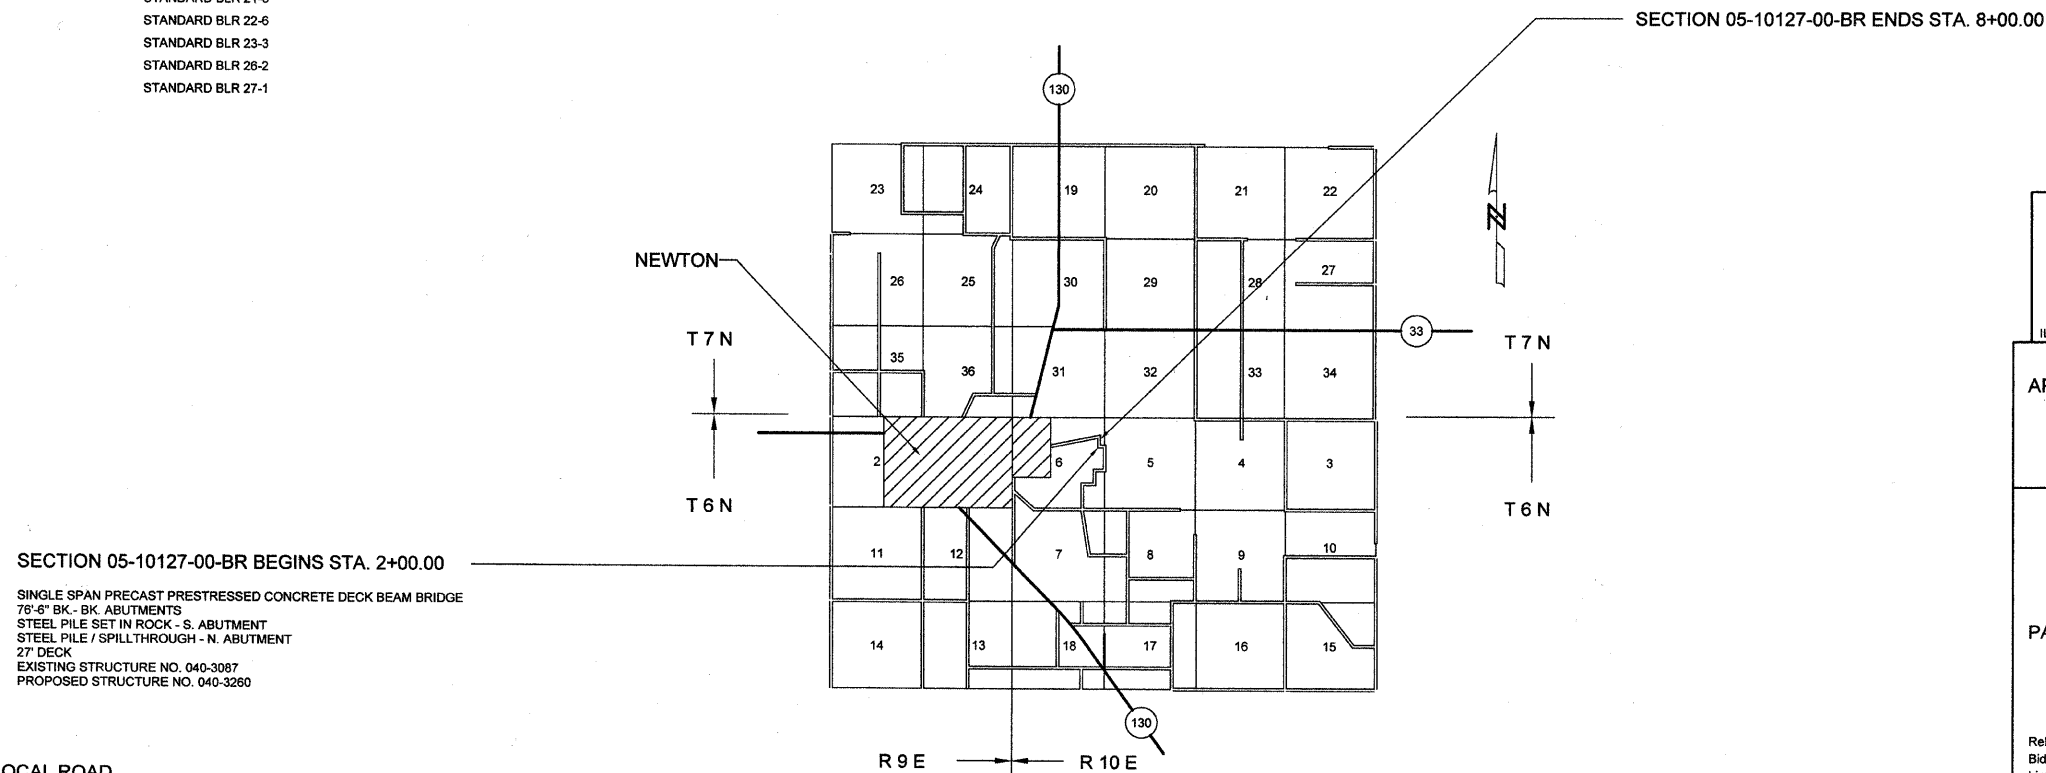 STANDARD BLR 22-6
STANDARD BLR 23-3
STANDARD BLR 26-2
STANDARD BLR 27-1
SECTION 05-10127-00-BR ENDS STA. 8+00.00
130
23 24 19 20 21 22
NEWTON
26 25 30 29 28 27
33
T 7 N
T 7 N
35 36 31 32 33 34
2 6 5 4 3
T 6 N
T 6 N
SECTION 05-10127-00-BR BEGINS STA. 2+00.00
11 12 7 8 9 10
SINGLE SPAN PRECAST PRESTRESSED CONCRETE DECK BEAM BRIDGE
76'-6" BK.- BK. ABUTMENTS
STEEL PILE SET IN ROCK - S. ABUTMENT
STEEL PILE / SPILLTHROUGH - N. ABUTMENT
27' DECK
EXISTING STRUCTURE NO. 040-3087
PROPOSED STRUCTURE NO. 040-3260
14 13 18 17 16 15
130
R 9 E
R 10 E
N